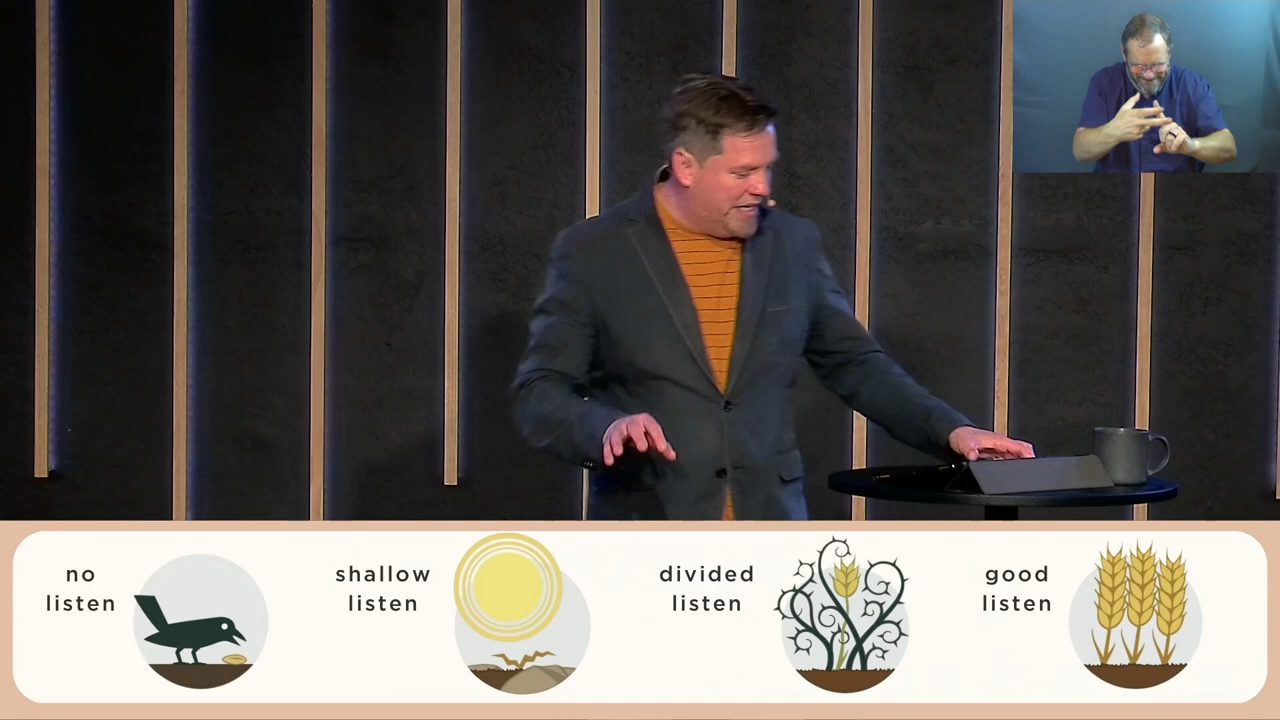 no
listen
shallow
listen
divided
listen
good
listen